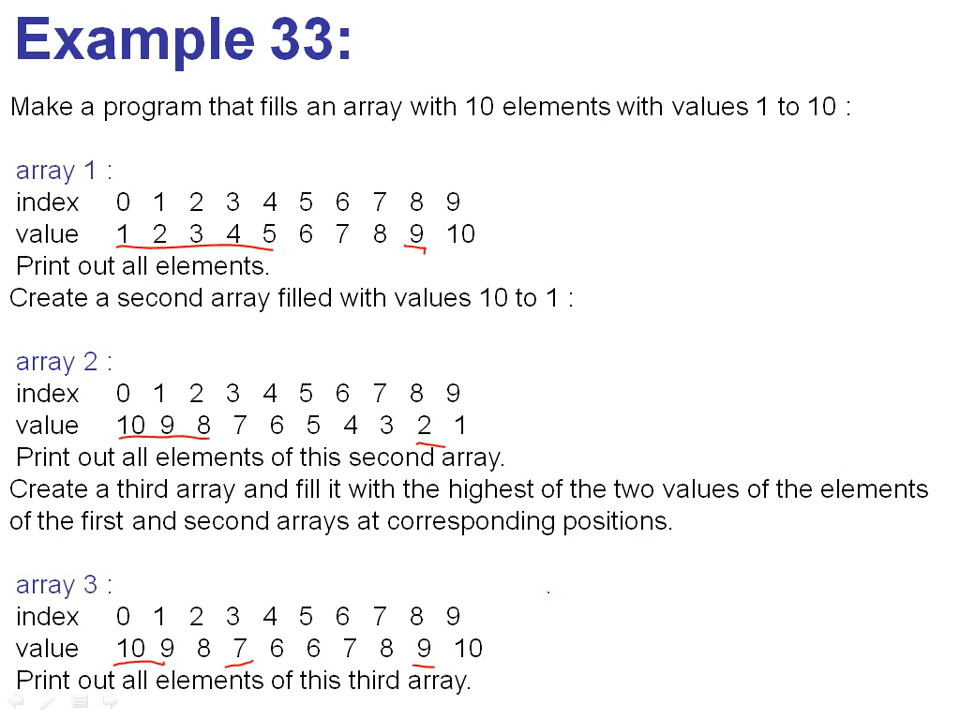 Example 33:
Make a program that fills an array with 10 elements with values 1 to 10 :
array 1 :
index 0 1 2 3 4 5 6 7 8 9
value 1 2 3 4 5 6 7 8 9 10
Print out all elements.
Create a second array filled with values 10 to 1 :
array 2 :
index 0 1 2 3 4 5 6 7 8 9
value 10 9 8 7 6 5 4 3 2 1
Print out all elements of this second array.
Create a third array and fill it with the highest of the two values of the elements
of the first and second arrays at corresponding positions.
array 3 :
index 0 1 2 3 4 5 6 7 8 9
value 10 9 8 7 6 6 7 8 9 10
Print out all elements of this third array.